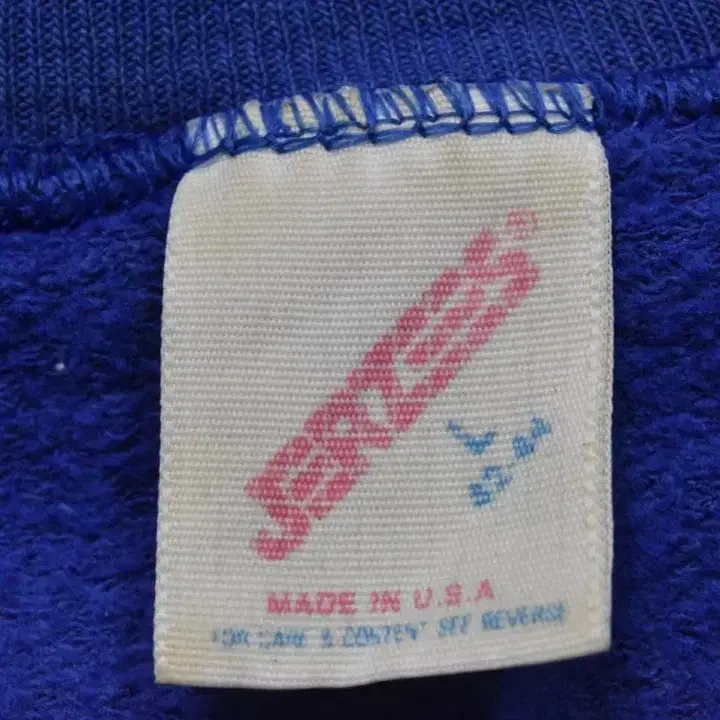 JERZEES®
L
42-44
MADE IN U.S.A
FOR CARE & CONTENT SEE REVERSE